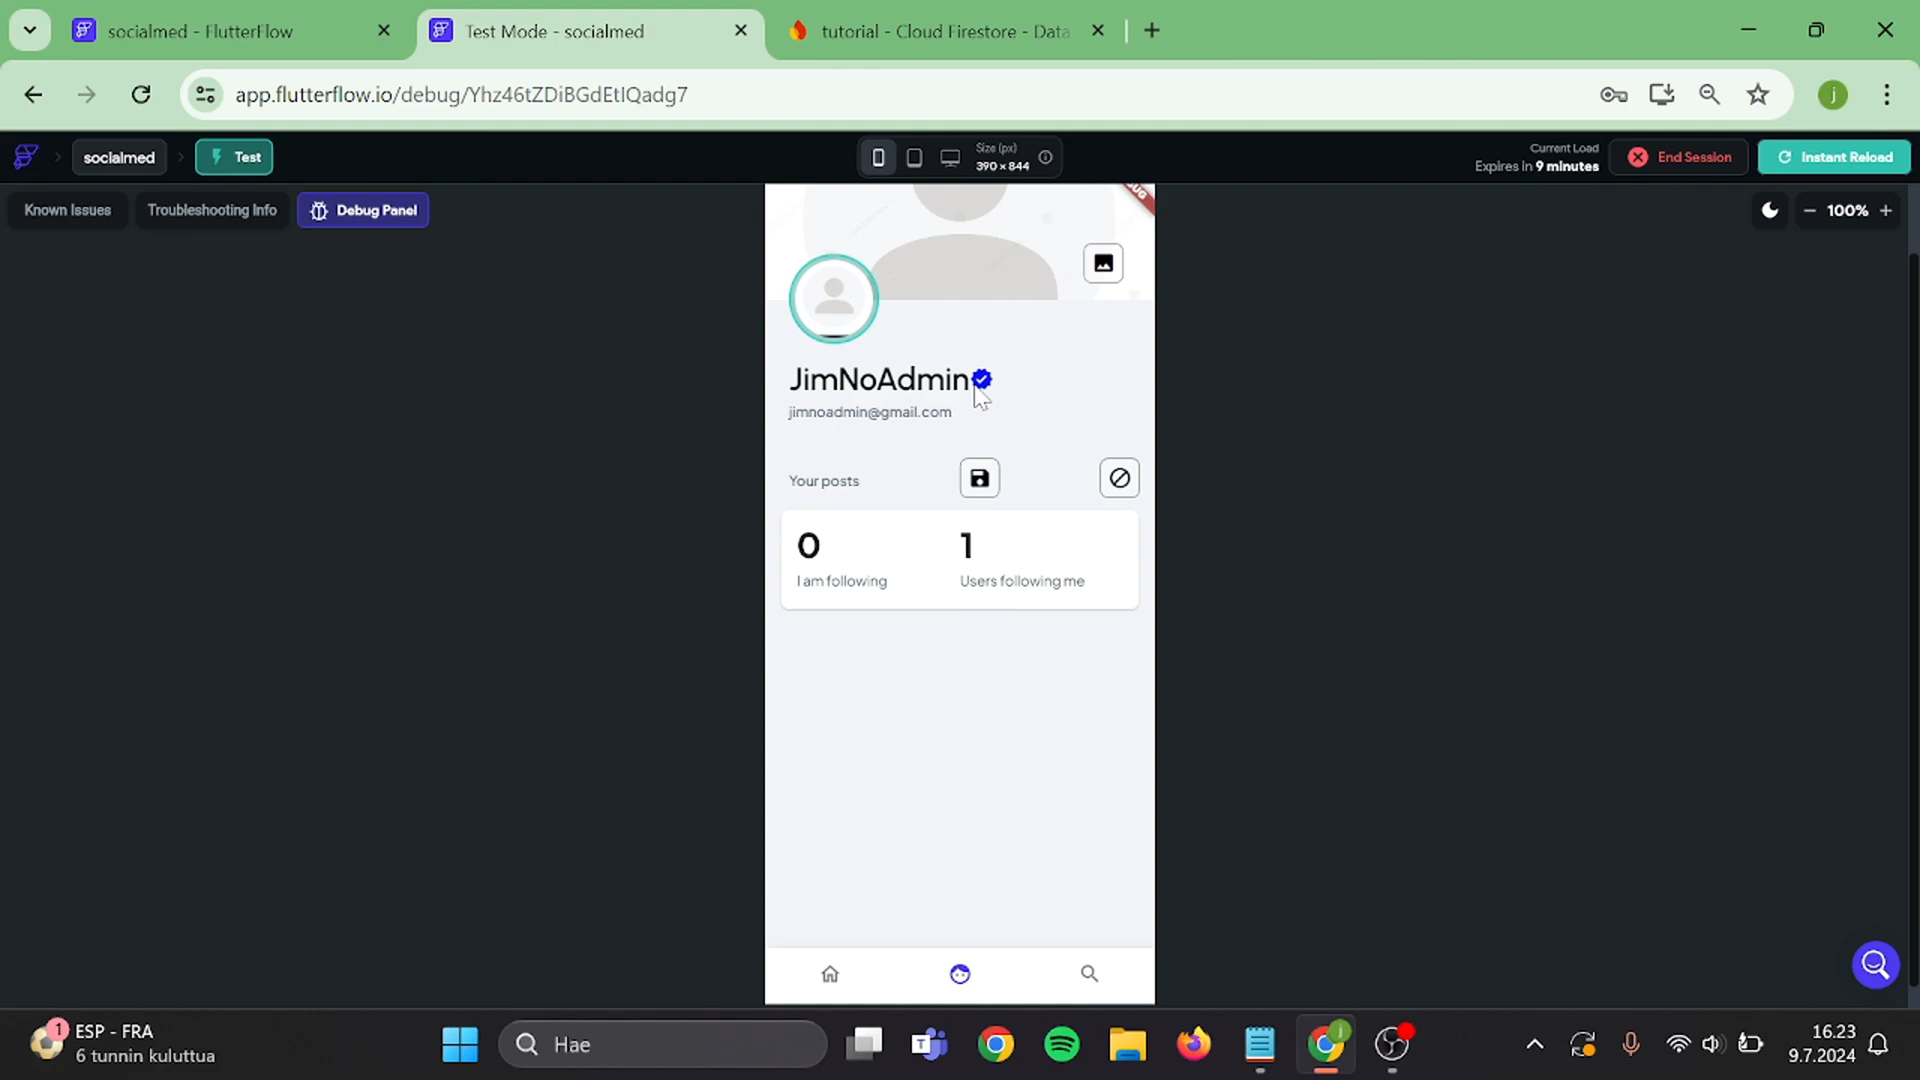 socialmed - FlutterFlow
Test Mode - socialmed
tutorial - Cloud Firestore - Data
app.flutterflow.io/debug/Yhz46tZDiBGdEtIQadg7
j
socialmed
Test
Size (px)
390 × 844
Current Load
Expires in 9 minutes
End Session
Instant Reload
Known Issues
Troubleshooting Info
Debug Panel
100%
JimNoAdmin
jimnoadmin@gmail.com
Your posts
0
1
I am following
Users following me
1
ESP - FRA
6 tunnin kuluttua
Hae
T
j
16.23
9.7.2024